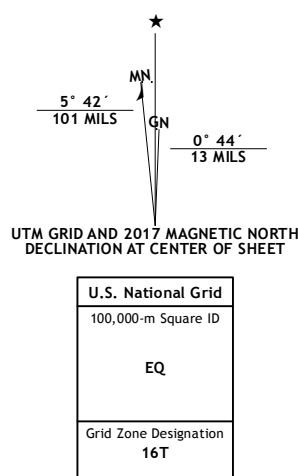 ★
MN
5° 42´
101 MILS
GN
0° 44´
13 MILS
UTM GRID AND 2017 MAGNETIC NORTH
DECLINATION AT CENTER OF SHEET
U.S. National Grid
100,000-m Square ID
EQ
Grid Zone Designation
16T